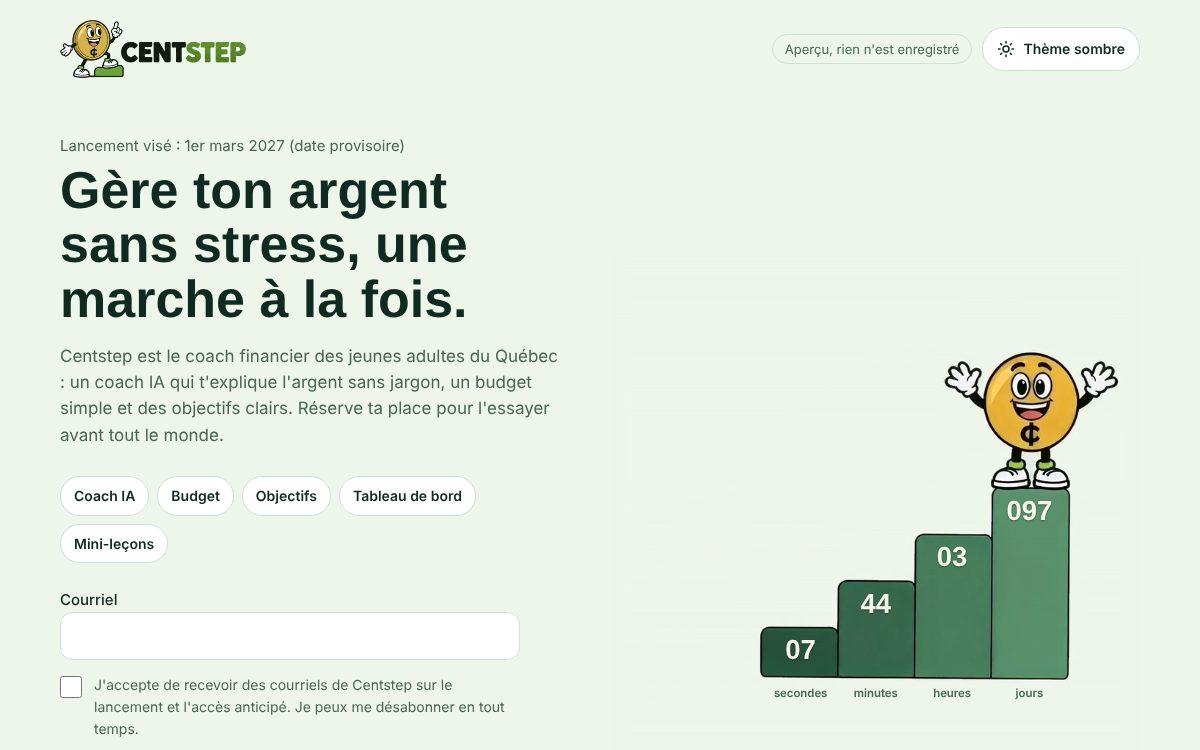 CENTSTEP
Aperçu, rien n'est enregistré
Thème sombre
Lancement visé : 1er mars 2027 (date provisoire)
Gère ton argent
sans stress, une
marche à la fois.
Centstep est le coach financier des jeunes adultes du Québec
: un coach IA qui t'explique l'argent sans jargon, un budget
simple et des objectifs clairs. Réserve ta place pour l'essayer
avant tout le monde.
Coach IA
Budget
Objectifs
Tableau de bord
Mini-leçons
Courriel
J'accepte de recevoir des courriels de Centstep sur le
lancement et l'accès anticipé. Je peux me désabonner en tout
temps.
¢
07
44
03
097
secondes
minutes
heures
jours